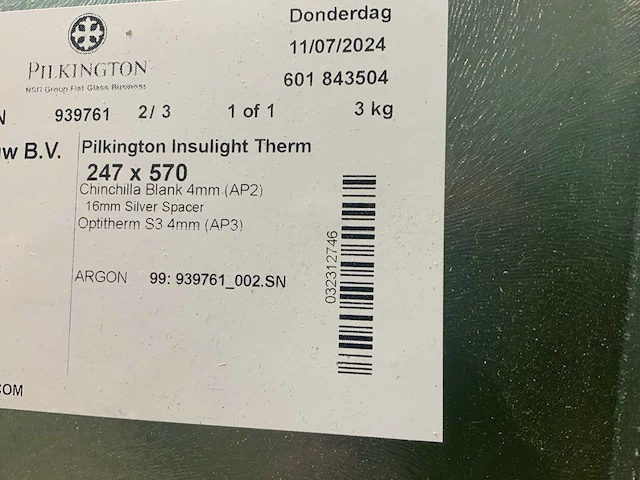 Donderdag
11/07/2024
601 843504
PILKINGTON
NSG Group Flat Glass Business
N 939761 2/ 3 1 of 1 3 kg
w B.V. Pilkington Insulight Therm
247 x 570
Chinchilla Blank 4mm (AP2)
16mm Silver Spacer
Optitherm S3 4mm (AP3)
032312746
ARGON 99: 939761_002.SN
COM